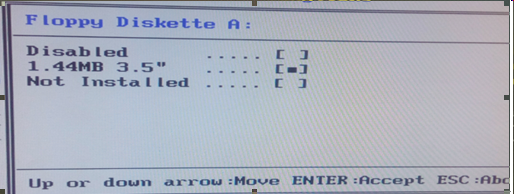 Floppy Diskette A:
Disabled ..... [ ]
1.44MB 3.5" ..... [■]
Not Installed ..... [ ]
Up or down arrow:Move ENTER:Accept ESC:Abo